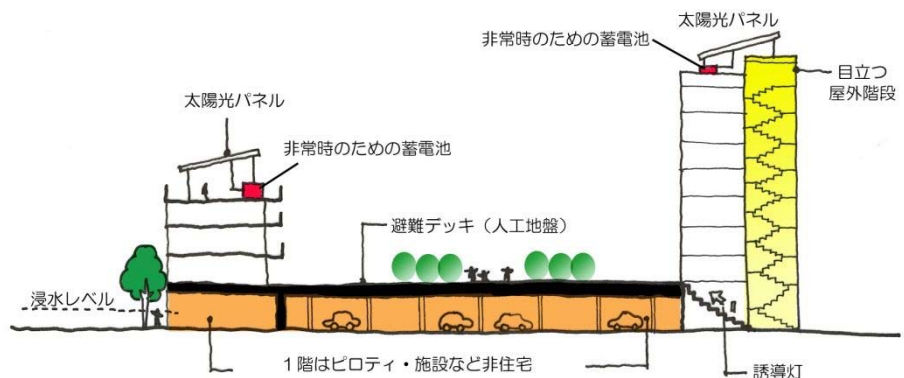 太陽光パネル
非常時のための蓄電池
目立つ
屋外階段
太陽光パネル
非常時のための蓄電池
避難デッキ（人工地盤）
浸水レベル
1階はピロティ・施設など非住宅
誘導灯